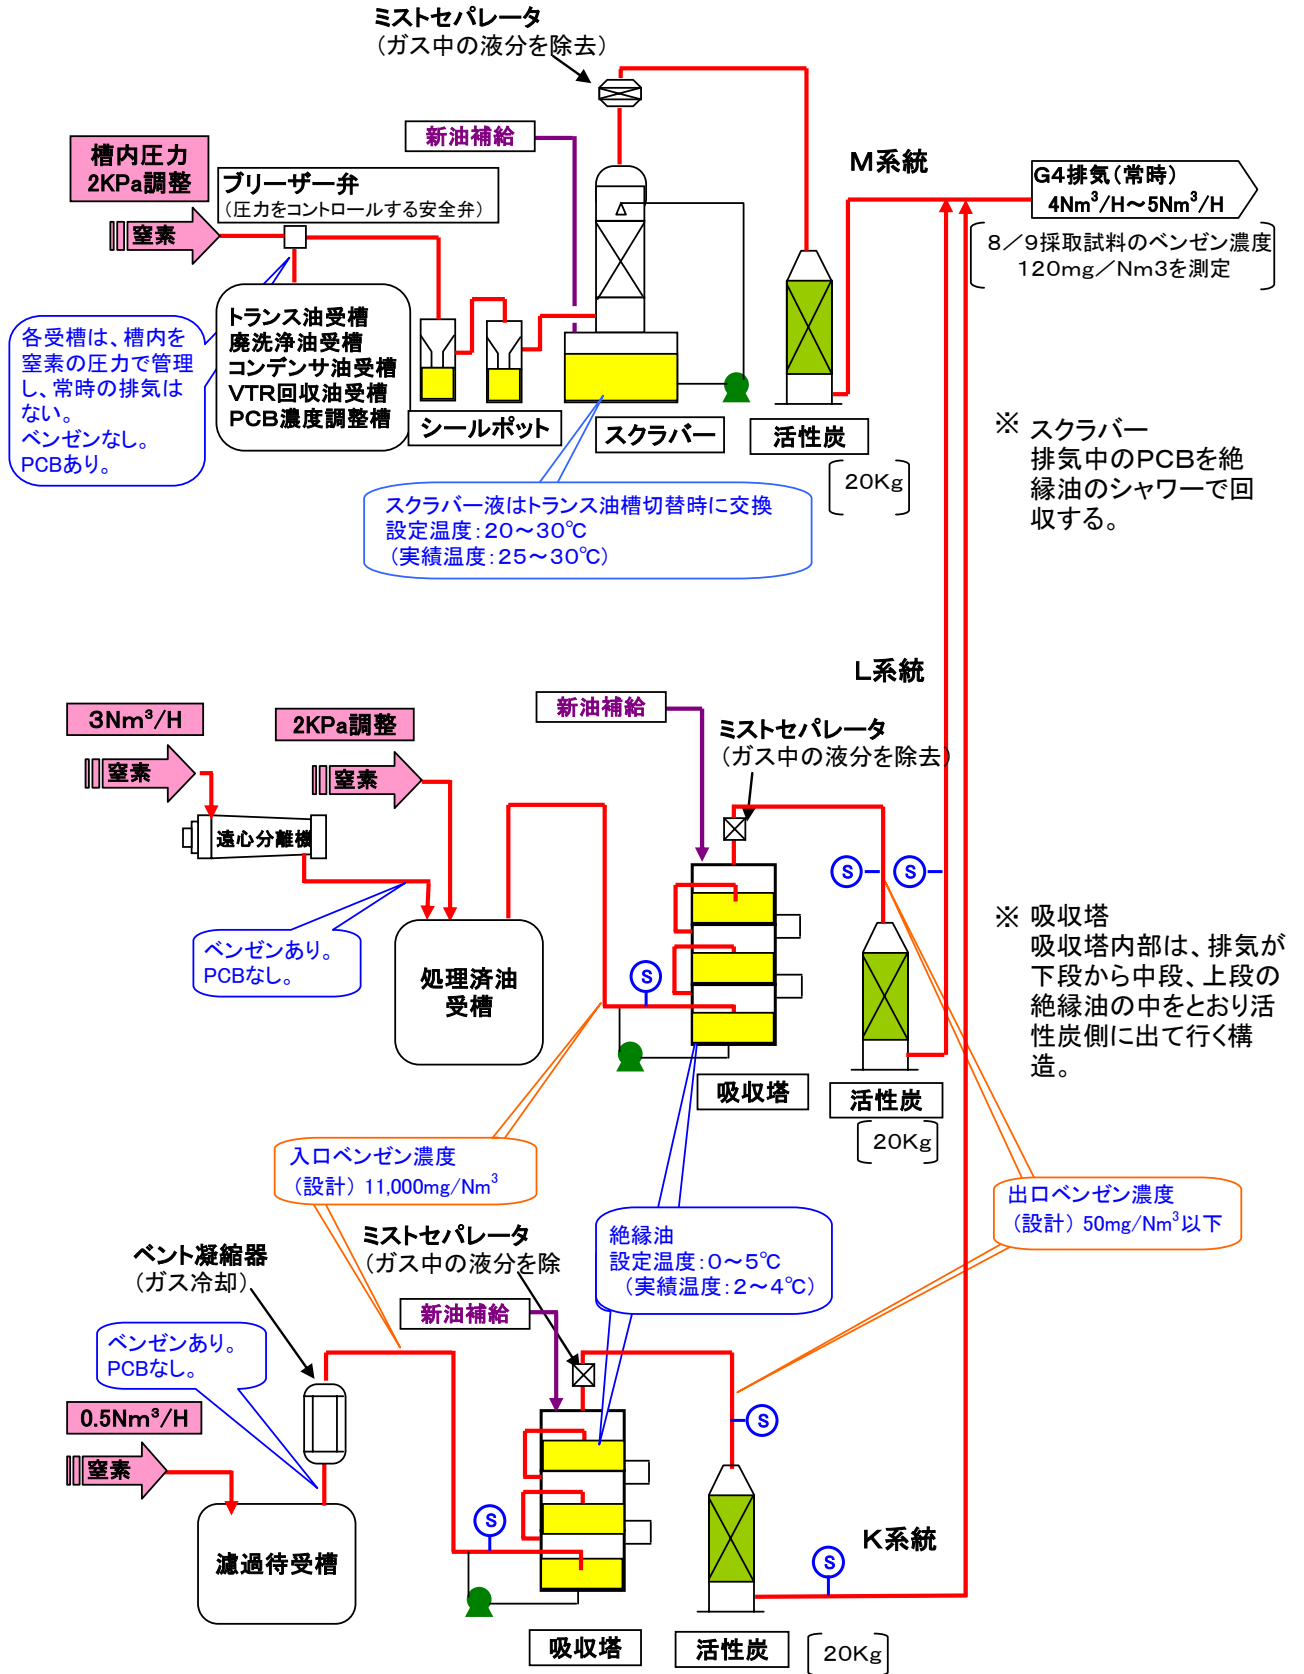 ミストセパレータ
（ガス中の液分を除去）
槽内圧力
2KPa調整
窒素
ブリーザー弁
（圧力をコントロールする安全弁）
新油補給
M系統
G4排気（常時）
4Nm³/H～5Nm³/H
8／9採取試料のベンゼン濃度
120mg／Nm3を測定
各受槽は、槽内を
窒素の圧力で管理
し、常時の排気は
ない。
ベンゼンなし。
PCBあり。
トランス油受槽
廃洗浄油受槽
コンデンサ油受槽
VTR回収油受槽
PCB濃度調整槽
シールポット
スクラバー
活性炭
20Kg
スクラバー液はトランス油槽切替時に交換
設定温度：20～30℃
（実績温度：25～30℃）
※ スクラバー
排気中のPCBを絶
縁油のシャワーで回
収する。
L系統
3Nm³/H
窒素
2KPa調整
窒素
新油補給
ミストセパレータ
（ガス中の液分を除去）
遠心分離機
S
S
ベンゼンあり。
PCBなし。
処理済油
受槽
S
吸収塔
活性炭
20Kg
※ 吸収塔
吸収塔内部は、排気が
下段から中段、上段の
絶縁油の中をとおり活
性炭側に出て行く構
造。
入口ベンゼン濃度
（設計） 11,000mg/Nm³
出口ベンゼン濃度
（設計） 50mg/Nm³以下
絶縁油
設定温度：0～5℃
（実績温度：2～4℃）
ミストセパレータ
（ガス中の液分を除
ベント凝縮器
（ガス冷却）
新油補給
ベンゼンあり。
PCBなし。
0.5Nm³/H
窒素
濾過待受槽
S
S
S
K系統
吸収塔
活性炭
20Kg